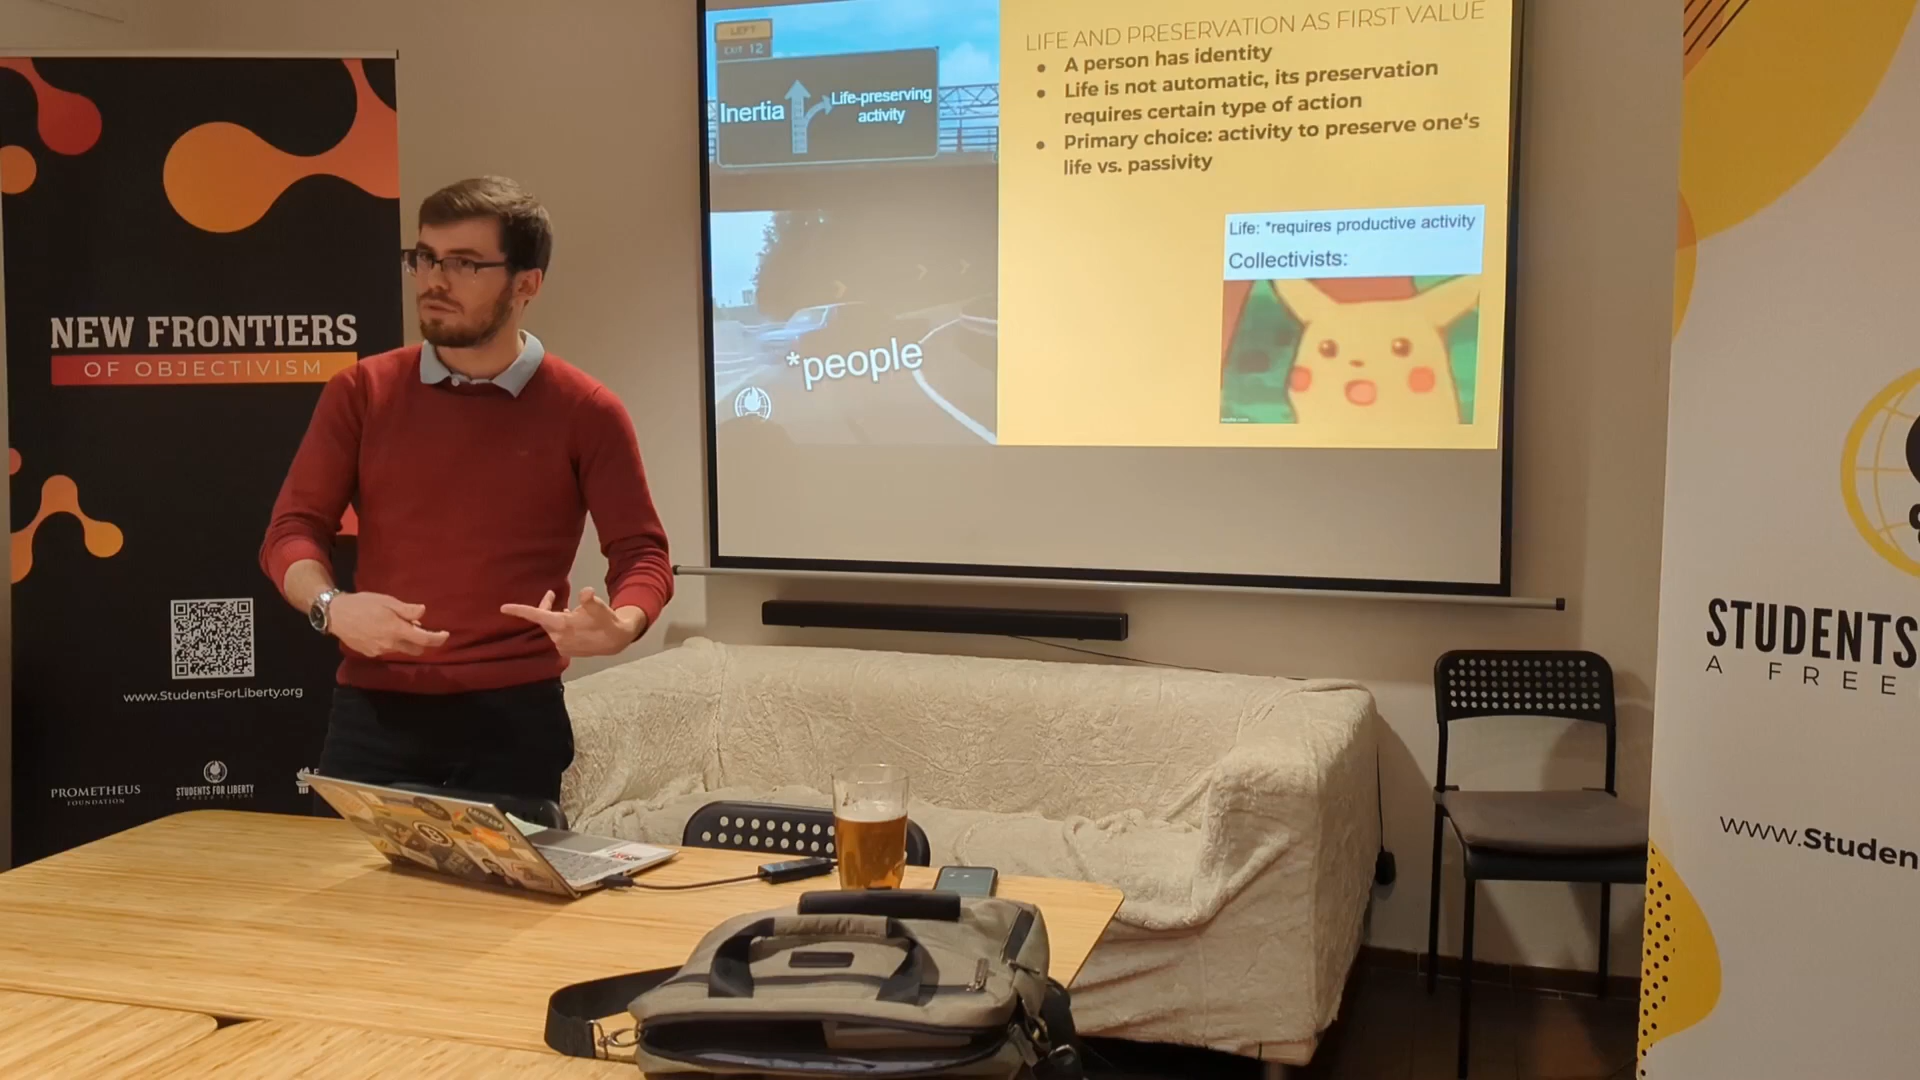 NEW FRONTIERS
OF OBJECTIVISM
www.StudentsForLiberty.org
PROMETHEUS
FOUNDATION
STUDENTS FOR LIBERTY
A FREER FUTURE
LEFT
EXIT 12
Inertia
Life-preserving
activity
*people
LIFE AND PRESERVATION AS FIRST VALUE
• A person has identity
• Life is not automatic, its preservation
requires certain type of action
• Primary choice: activity to preserve one's
life vs. passivity
Life: *requires productive activity
Collectivists:
STUDENTS
A FREE
www.Studen